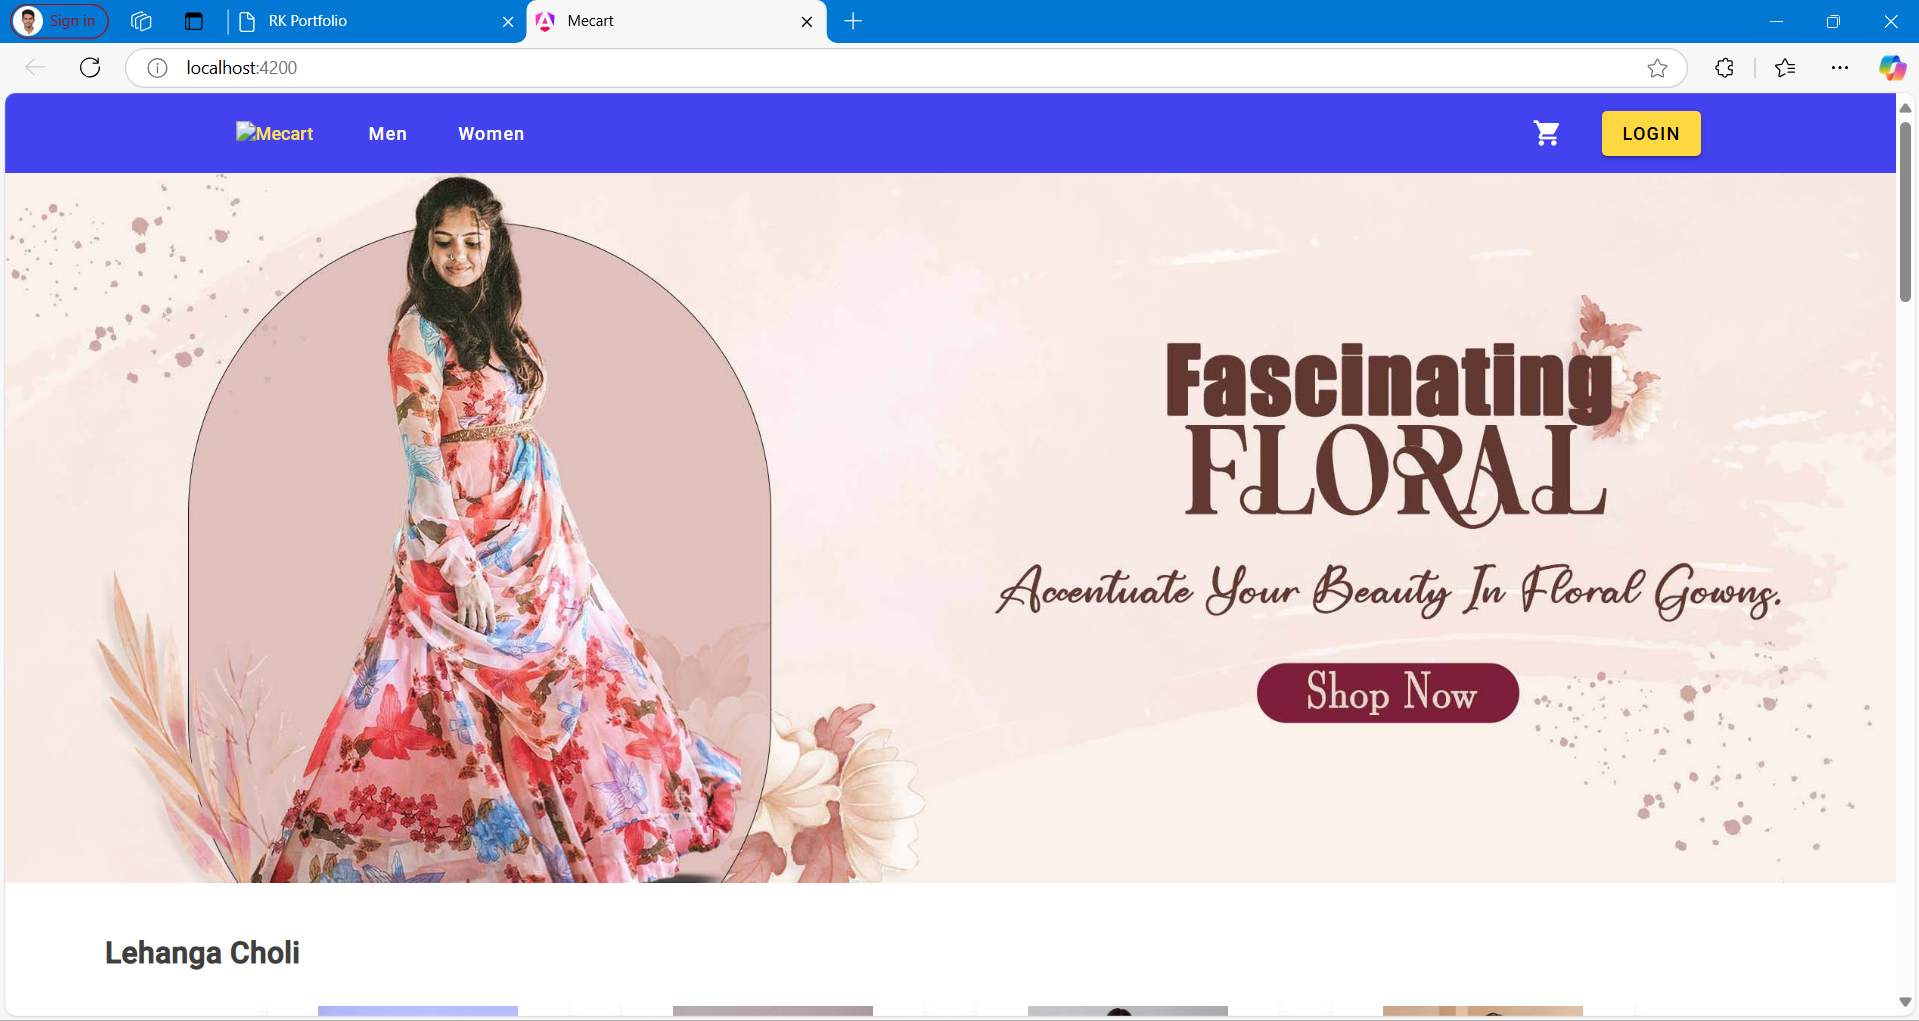 Sign in
RK Portfolio
Mecart
localhost:4200
Mecart
Men
Women
LOGIN
Fascinating
FLORAL
Accentuate Your Beauty In Floral Gowns.
Shop Now
Lehanga Choli